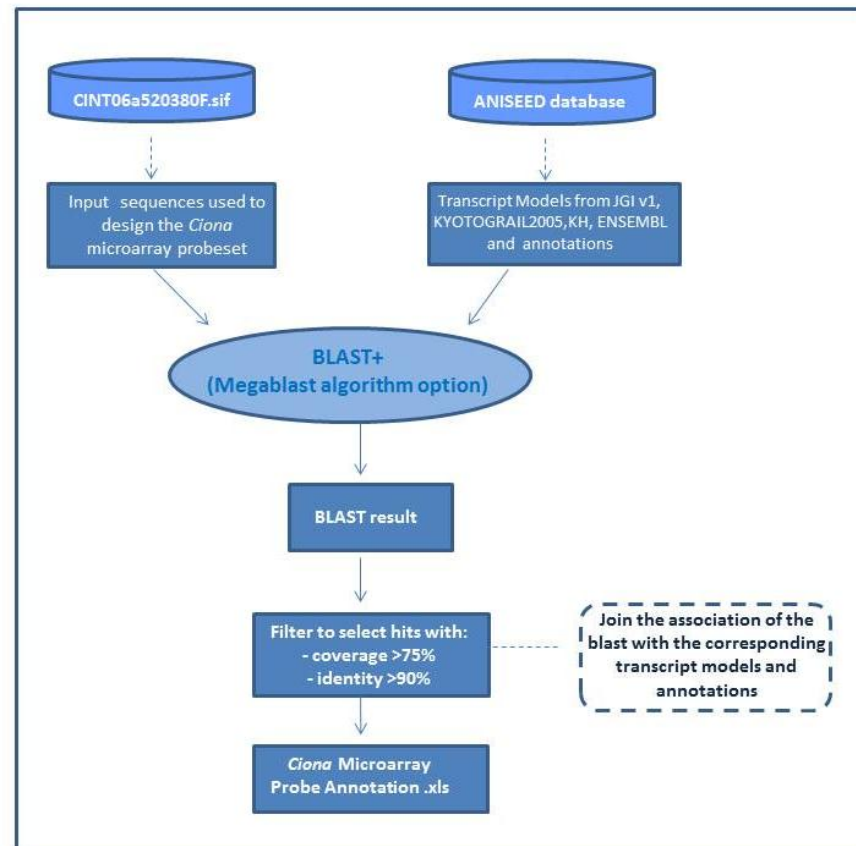 CINT06a520380F.sif
ANISEED database
Input sequences used to
design the Ciona
microarray probeset
Transcript Models from JGI v1,
KYOTOGRAIL2005,KH, ENSEMBL
and annotations
BLAST+
(Megablast algorithm option)
BLAST result
Filter to select hits with:
- coverage >75%
- identity >90%
Join the association of the
blast with the corresponding
transcript models and
annotations
Ciona Microarray
Probe Annotation .xls